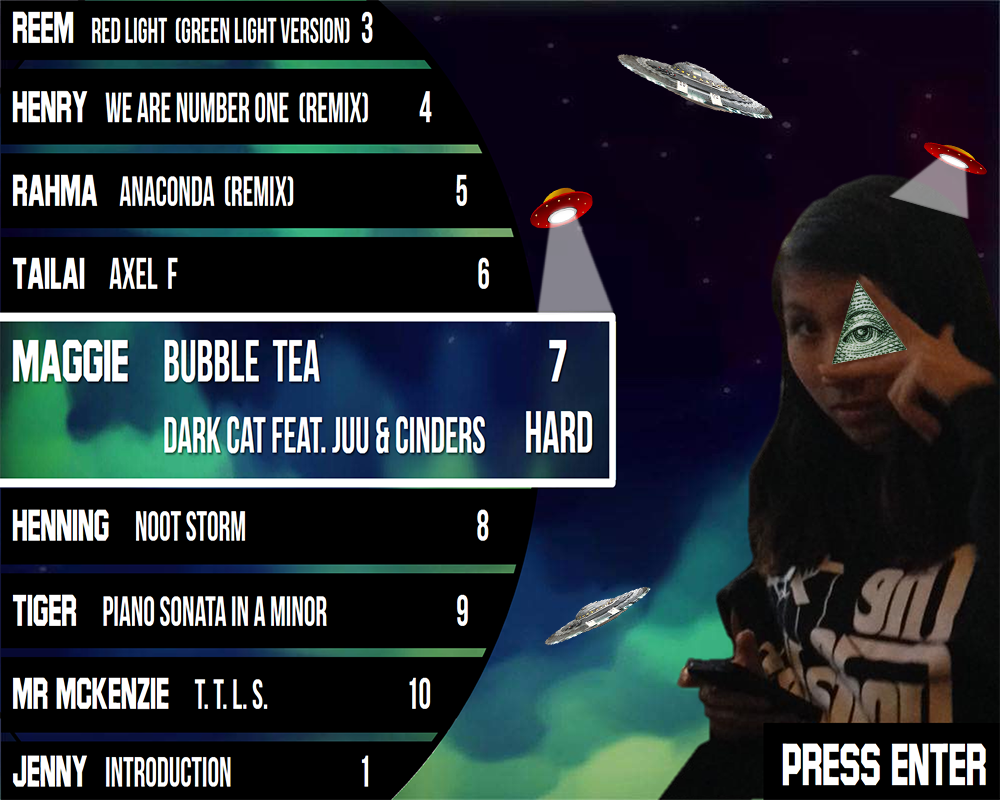 REEM RED LIGHT (GREEN LIGHT VERSION) 3
HENRY WE ARE NUMBER ONE (REMIX) 4
RAHMA ANACONDA (REMIX) 5
TAILAI AXEL F 6
MAGGIE BUBBLE TEA 7
DARK CAT FEAT. JUU & CINDERS HARD
HENNING NOOT STORM 8
TIGER PIANO SONATA IN A MINOR 9
MR MCKENZIE T. T. L. S. 10
JENNY INTRODUCTION 1
PRESS ENTER